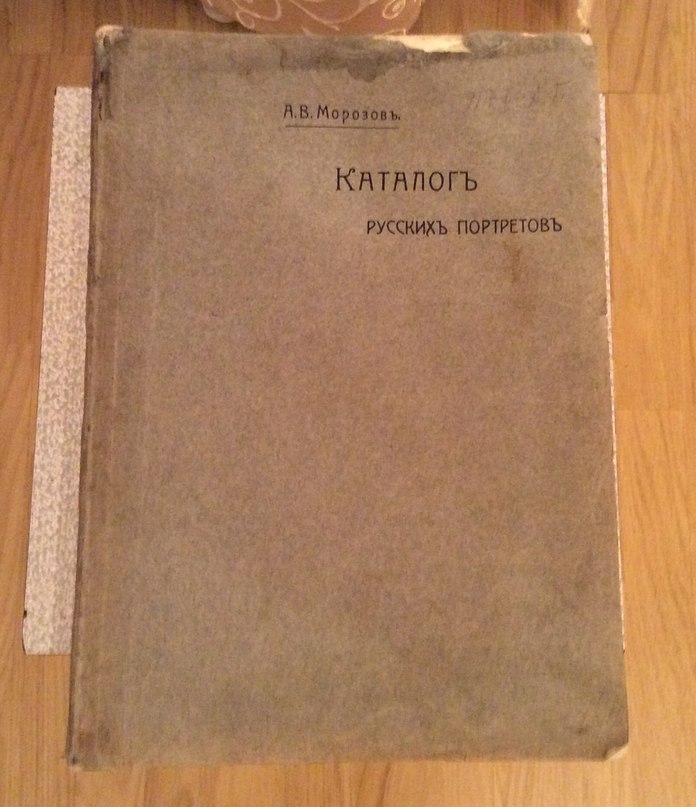 А.В.Морозовъ.
Каталогъ
русскихъ портретовъ